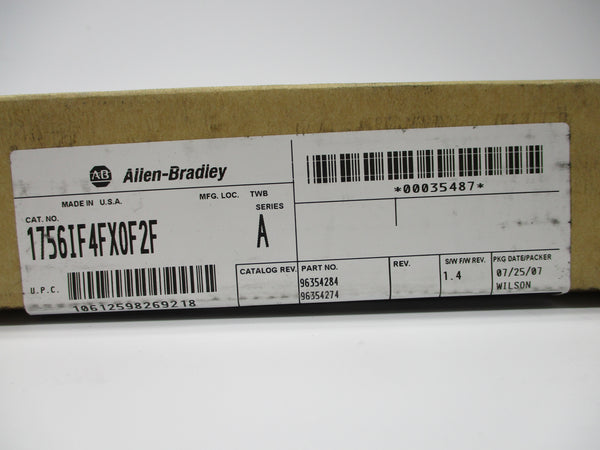 AB Allen-Bradley
MADE IN U.S.A. MFG. LOC. TWB
CAT. NO. SERIES
1756IF4FXOF2F A
U.P.C.
10612598269218
*00035487*
CATALOG REV. PART NO. REV. S/W F/W REV. PKG DATE/PACKER
96354284 1.4 07/25/07
96354274 WILSON